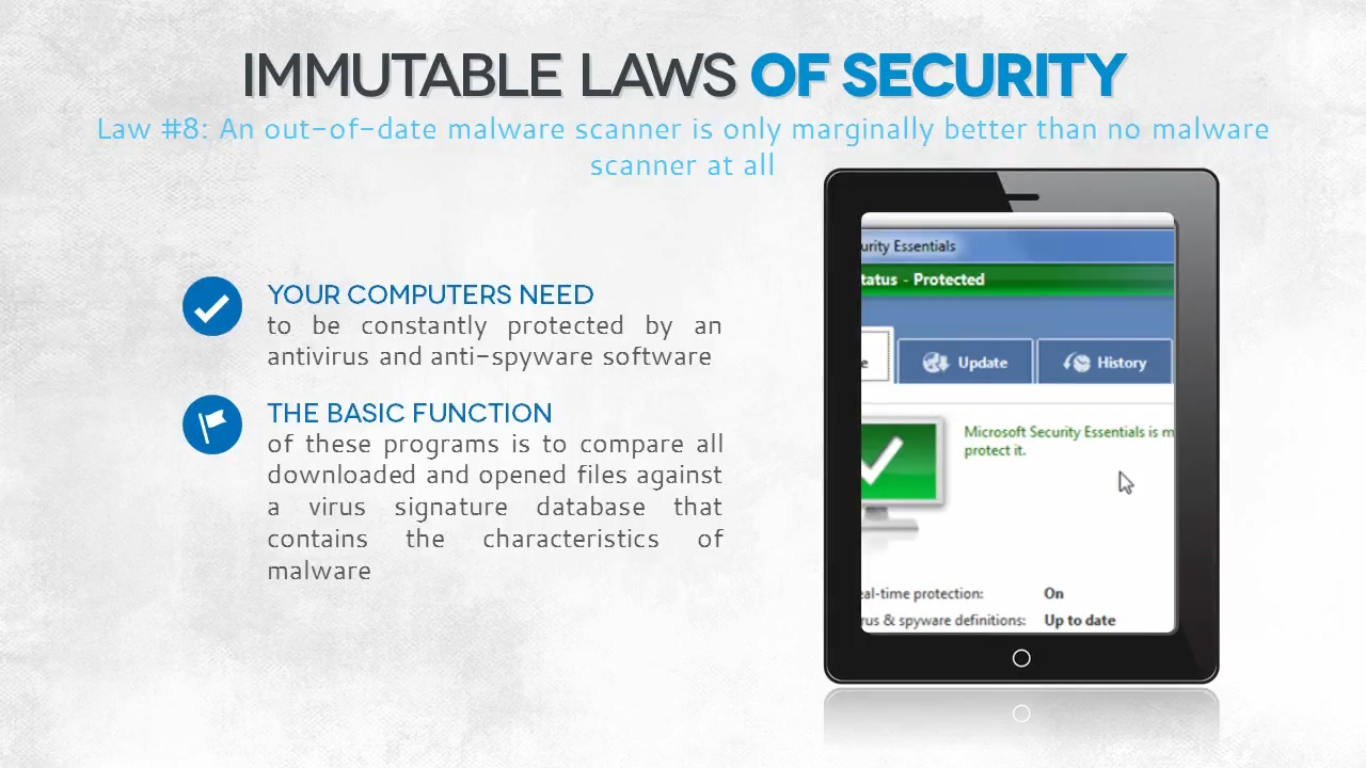 IMMUTABLE LAWS OF SECURITY
Law #8: An out-of-date malware scanner is only marginally better than no malware
scanner at all
YOUR COMPUTERS NEED
to be constantly protected by an
antivirus and anti-spyware software
THE BASIC FUNCTION
of these programs is to compare all
downloaded and opened files against
a virus signature database that
contains the characteristics of
malware
urity Essentials
tatus - Protected
e Update History
Microsoft Security Essentials is m
protect it.
eal-time protection: On
rus & spyware definitions: Up to date